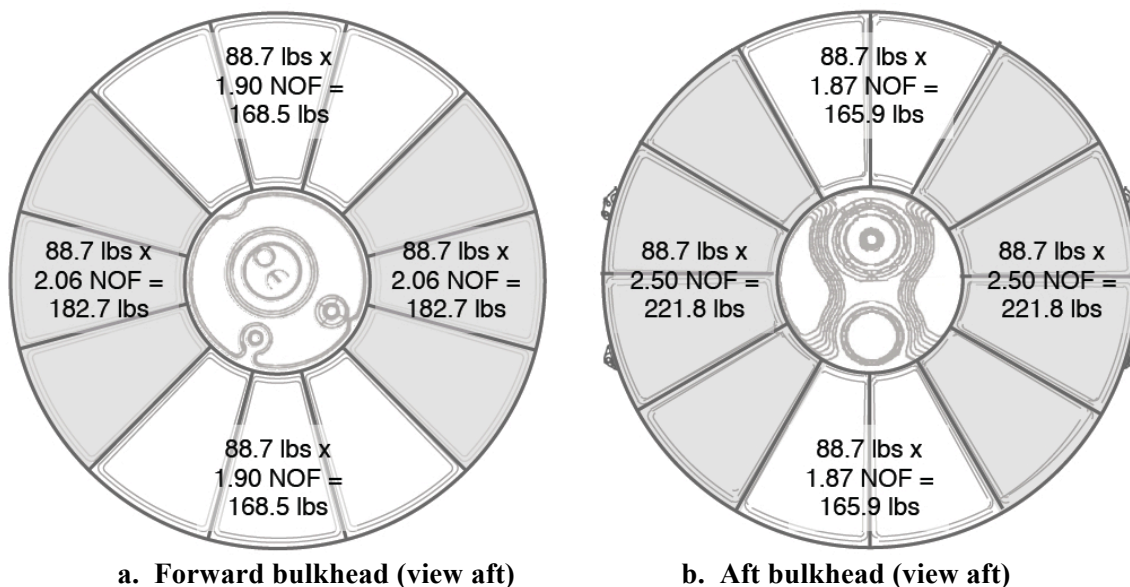 88.7 lbs x
1.90 NOF =
168.5 lbs
88.7 lbs x
2.06 NOF =
182.7 lbs
88.7 lbs x
2.06 NOF =
182.7 lbs
88.7 lbs x
1.90 NOF =
168.5 lbs
a. Forward bulkhead (view aft)
88.7 lbs x
1.87 NOF =
165.9 lbs
88.7 lbs x
2.50 NOF =
221.8 lbs
88.7 lbs x
2.50 NOF =
221.8 lbs
88.7 lbs x
1.87 NOF =
165.9 lbs
b. Aft bulkhead (view aft)